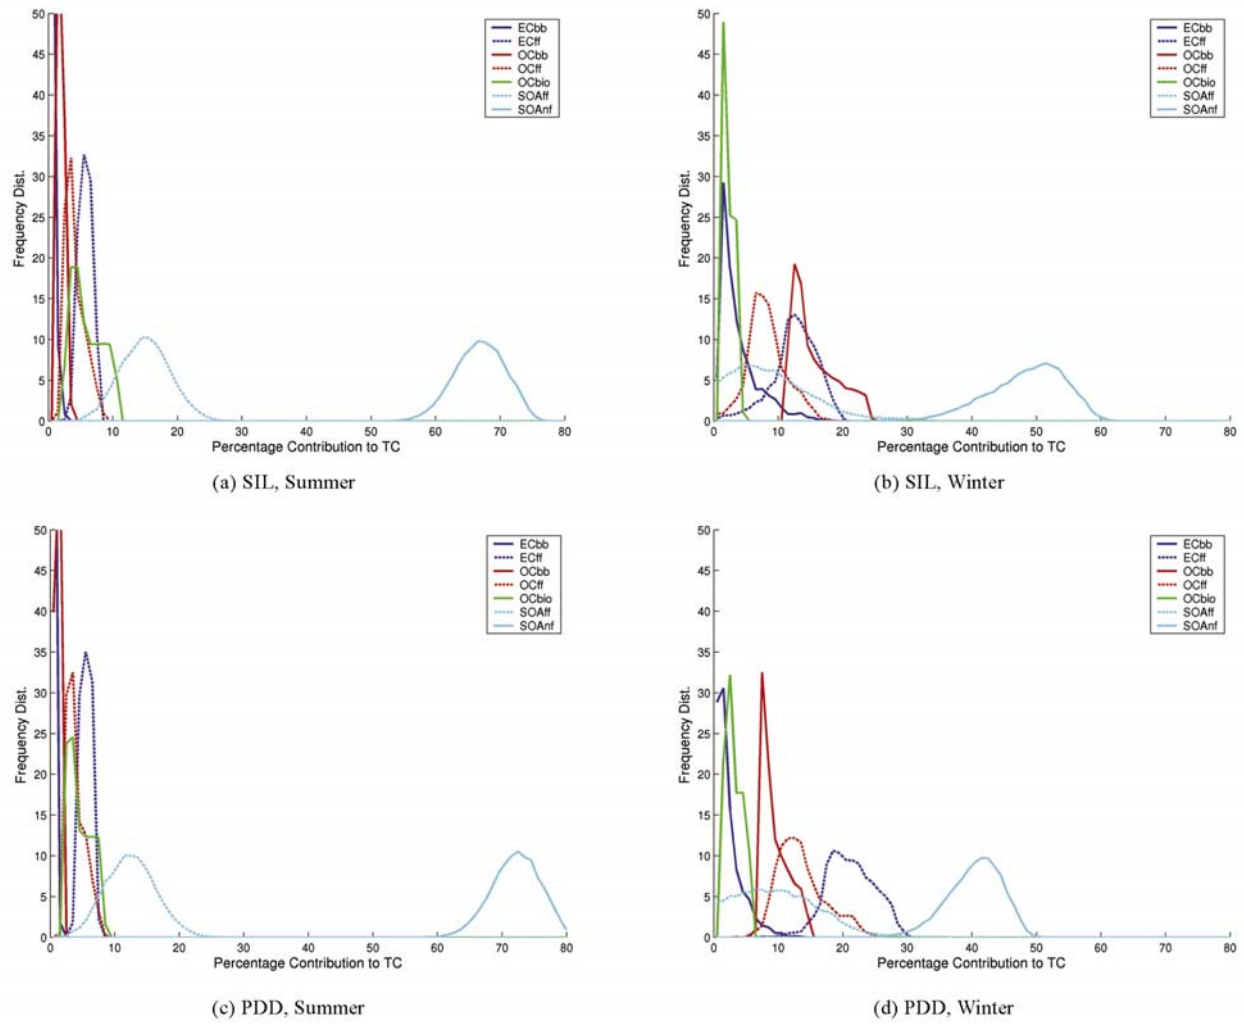 50
45
40
35
30
25
20
15
10
5
0
Frequency Dist.
0 10 20 30 40 50 60 70 80
Percentage Contribution to TC
ECbb
ECff
OCbb
OCff
OCbio
SOAff
SOAnf
(a) SIL, Summer
50
45
40
35
30
25
20
15
10
5
0
Frequency Dist.
0 10 20 30 40 50 60 70 80
Percentage Contribution to TC
ECbb
ECff
OCbb
OCff
OCbio
SOAff
SOAnf
(b) SIL, Winter
50
45
40
35
30
25
20
15
10
5
0
Frequency Dist.
0 10 20 30 40 50 60 70 80
Percentage Contribution to TC
ECbb
ECff
OCbb
OCff
OCbio
SOAff
SOAnf
(c) PDD, Summer
50
45
40
35
30
25
20
15
10
5
0
Frequency Dist.
0 10 20 30 40 50 60 70 80
Percentage Contribution to TC
ECbb
ECff
OCbb
OCff
OCbio
SOAff
SOAnf
(d) PDD, Winter